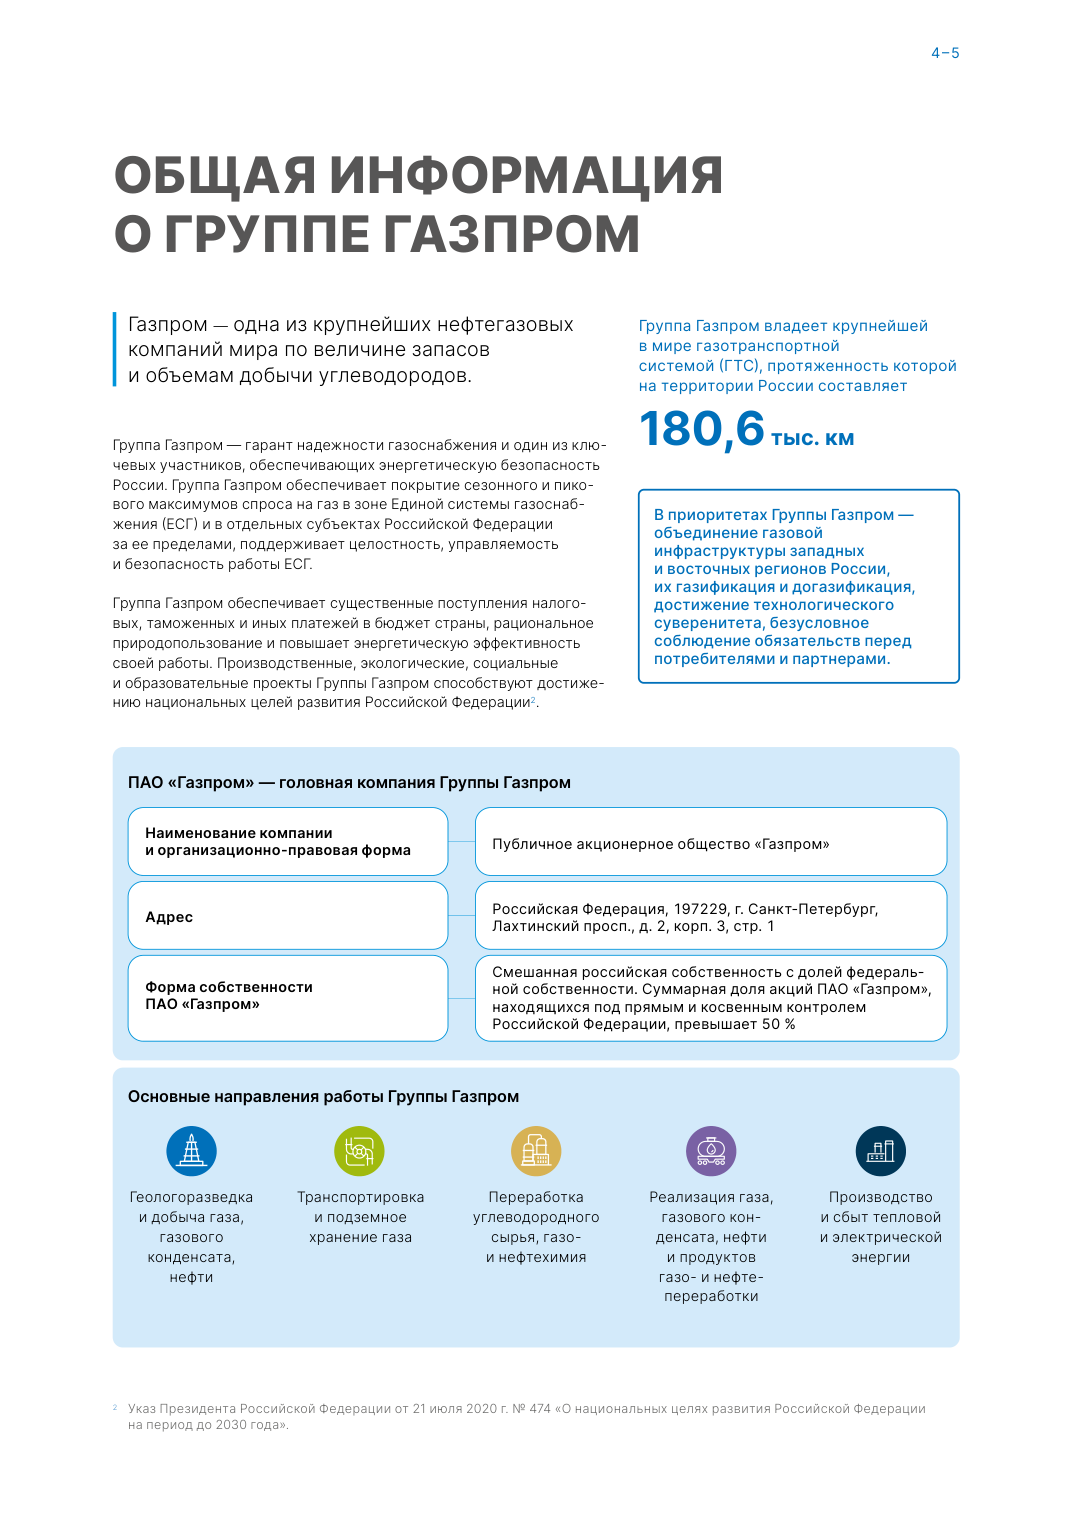 4–5
ОБЩАЯ ИНФОРМАЦИЯ
О ГРУППЕ ГАЗПРОМ
Газпром — одна из крупнейших нефтегазовых
компаний мира по величине запасов
и объемам добычи углеводородов.
Группа Газпром — гарант надежности газоснабжения и один из клю-
чевых участников, обеспечивающих энергетическую безопасность
России. Группа Газпром обеспечивает покрытие сезонного и пико-
вого максимумов спроса на газ в зоне Единой системы газоснаб-
жения (ЕСГ) и в отдельных субъектах Российской Федерации
за ее пределами, поддерживает целостность, управляемость
и безопасность работы ЕСГ.
Группа Газпром обеспечивает существенные поступления налого-
вых, таможенных и иных платежей в бюджет страны, рациональное
природопользование и повышает энергетическую эффективность
своей работы. Производственные, экологические, социальные
и образовательные проекты Группы Газпром способствуют достиже-
нию национальных целей развития Российской Федерации².
Группа Газпром владеет крупнейшей
в мире газотранспортной
системой (ГТС), протяженность которой
на территории России составляет
180,6 тыс. км
В приоритетах Группы Газпром —
объединение газовой
инфраструктуры западных
и восточных регионов России,
их газификация и догазификация,
достижение технологического
суверенитета, безусловное
соблюдение обязательств перед
потребителями и партнерами.
ПАО «Газпром» — головная компания Группы Газпром
Наименование компании
и организационно-правовая форма
Публичное акционерное общество «Газпром»
Адрес
Российская Федерация, 197229, г. Санкт-Петербург,
Лахтинский просп., д. 2, корп. 3, стр. 1
Форма собственности
ПАО «Газпром»
Смешанная российская собственность с долей федераль-
ной собственности. Суммарная доля акций ПАО «Газпром»,
находящихся под прямым и косвенным контролем
Российской Федерации, превышает 50 %
Основные направления работы Группы Газпром
Геологоразведка
и добыча газа,
газового
конденсата,
нефти
Транспортировка
и подземное
хранение газа
Переработка
углеводородного
сырья, газо-
и нефтехимия
Реализация газа,
газового кон-
денсата, нефти
и продуктов
газо- и нефте-
переработки
Производство
и сбыт тепловой
и электрической
энергии
² Указ Президента Российской Федерации от 21 июля 2020 г. № 474 «О национальных целях развития Российской Федерации
на период до 2030 года».